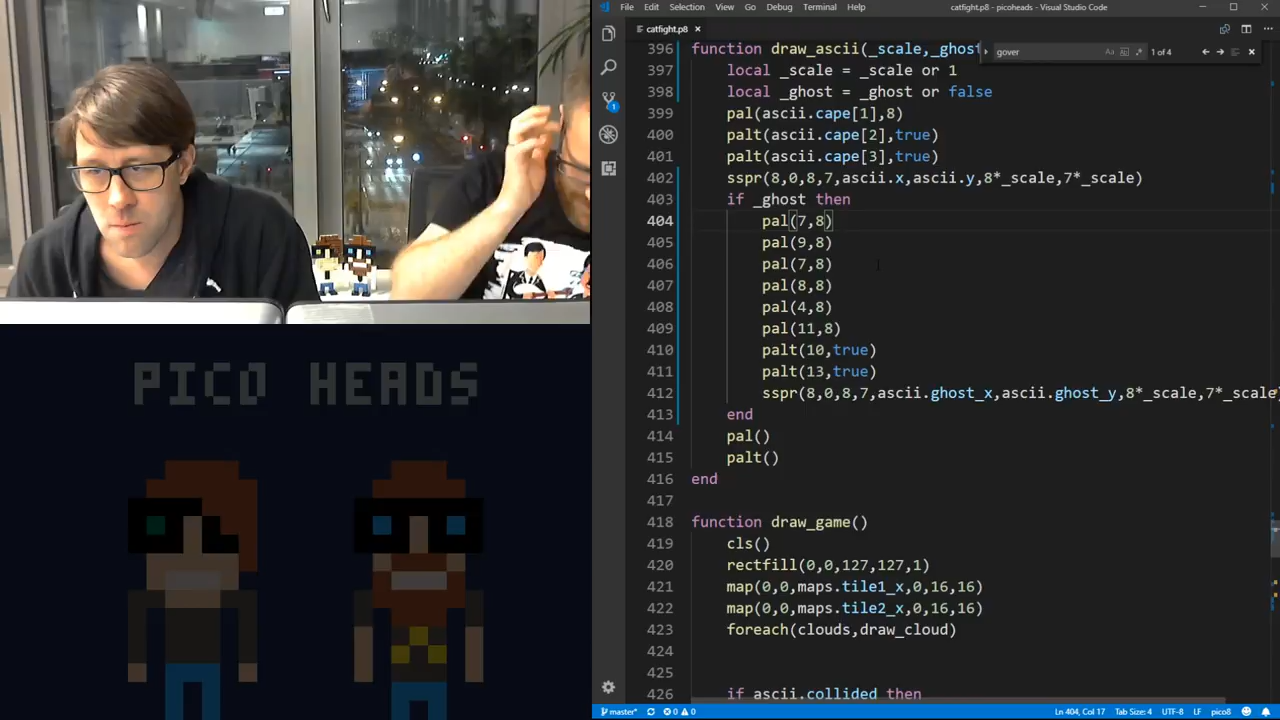 File Edit Selection View Go Debug Terminal Help
catfight.p8 - picoheads - Visual Studio Code
catfight.p8
gover
1 of 4
396 function draw_ascii(_scale,_ghost
397 local _scale = _scale or 1
398 local _ghost = _ghost or false
399 pal(ascii.cape[1],8)
400 palt(ascii.cape[2],true)
401 palt(ascii.cape[3],true)
402 sspr(8,0,8,7,ascii.x,ascii.y,8*_scale,7*_scale)
403 if _ghost then
404 pal(7,8)
405 pal(9,8)
406 pal(7,8)
407 pal(8,8)
408 pal(4,8)
409 pal(11,8)
410 palt(10,true)
411 palt(13,true)
412 sspr(8,0,8,7,ascii.ghost_x,ascii.ghost_y,8*_scale,7*_scale)
413 end
414 pal()
415 palt()
416 end
417
418 function draw_game()
419 cls()
420 rectfill(0,0,127,127,1)
421 map(0,0,maps.tile1_x,0,16,16)
422 map(0,0,maps.tile2_x,0,16,16)
423 foreach(clouds,draw_cloud)
424
425
426 if ascii.collided then
PICO HEADS
master*
0 0
Ln 404, Col 17 Tab Size: 4 UTF-8 LF pico8